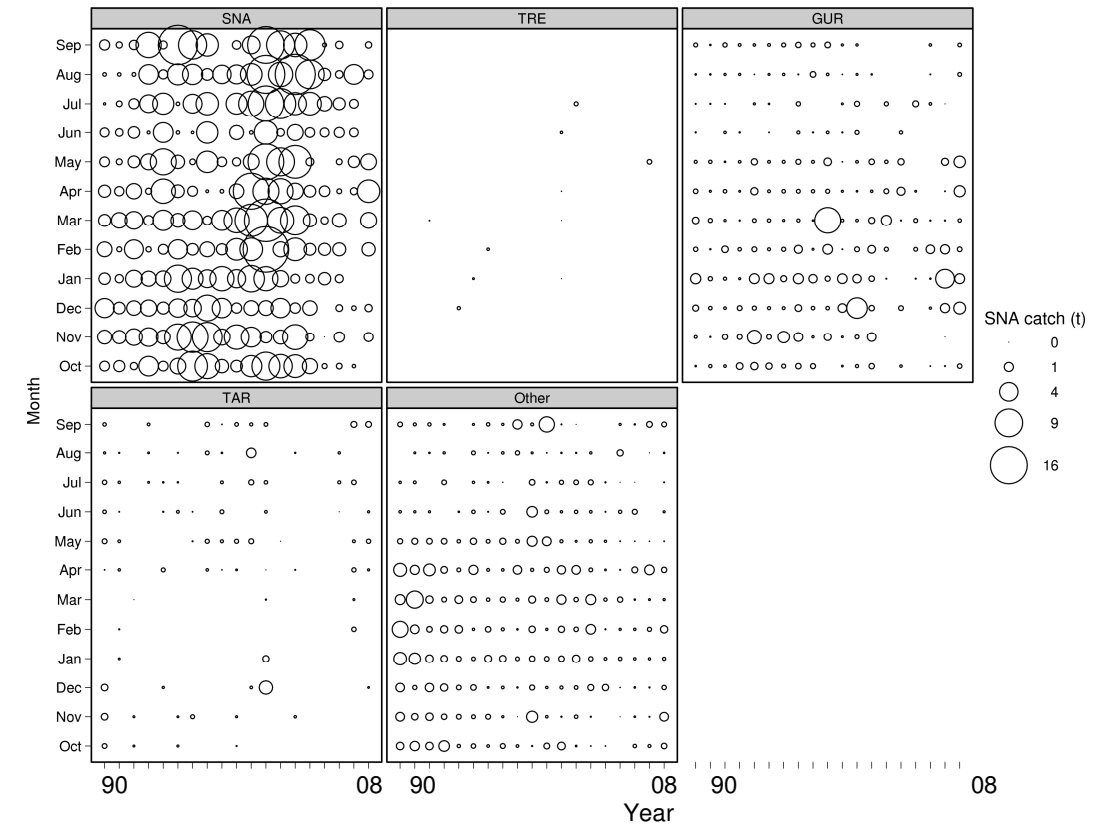 SNA TRE GUR
Sep
Aug
Jul
Jun
May
Apr
Mar
Feb
Jan
Dec
Nov
Oct
SNA catch (t)
0
1
4
9
16
Month
TAR Other
Sep
Aug
Jul
Jun
May
Apr
Mar
Feb
Jan
Dec
Nov
Oct
90 08 90 08 90 08
Year